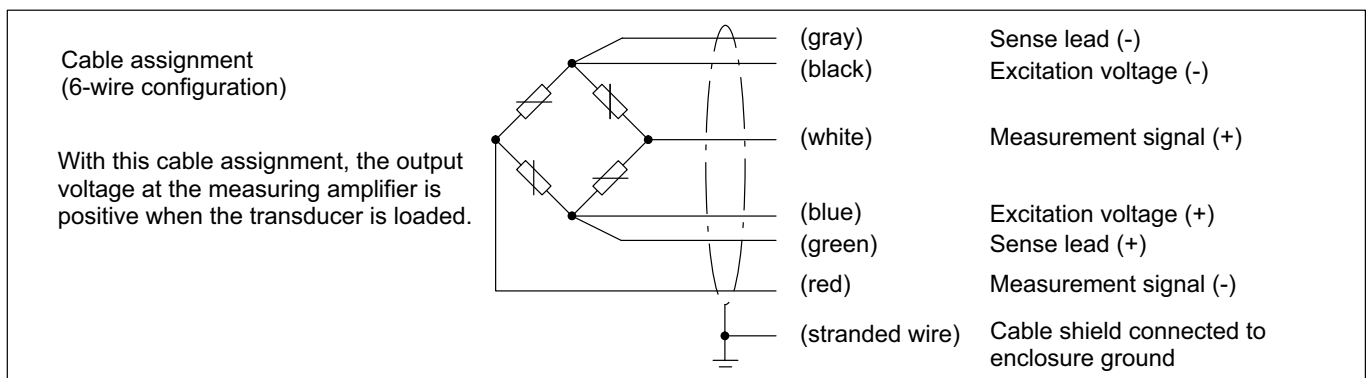 Cable assignment
(6-wire configuration)
With this cable assignment, the output
voltage at the measuring amplifier is
positive when the transducer is loaded.
(gray) Sense lead (-)
(black) Excitation voltage (-)
(white) Measurement signal (+)
(blue) Excitation voltage (+)
(green) Sense lead (+)
(red) Measurement signal (-)
(stranded wire) Cable shield connected to
enclosure ground